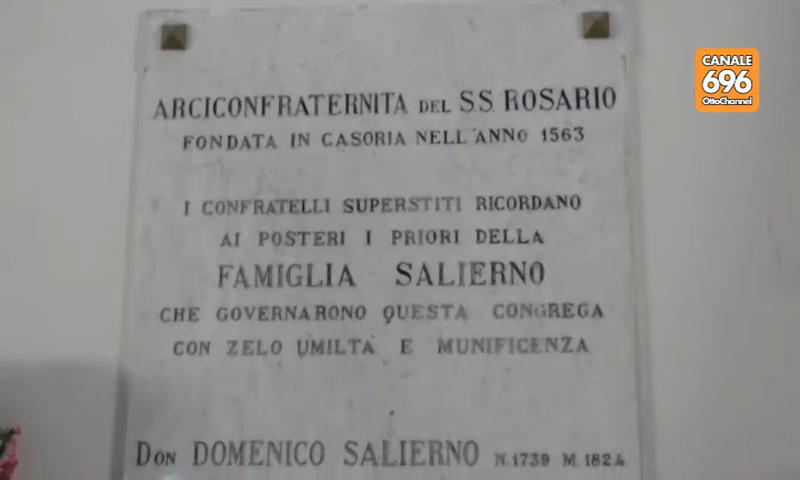 CANALE
696
OttoChannel
ARCICONFRATERNITA DEL S.S. ROSARIO
FONDATA IN CASORIA NELL'ANNO 1563
I CONFRATELLI SUPERSTITI RICORDANO
AI POSTERI I PRIORI DELLA
FAMIGLIA SALIERNO
CHE GOVERNARONO QUESTA CONGREGA
CON ZELO UMILTA E MUNIFICENZA
DON DOMENICO SALIERNO N.1739 M.1824